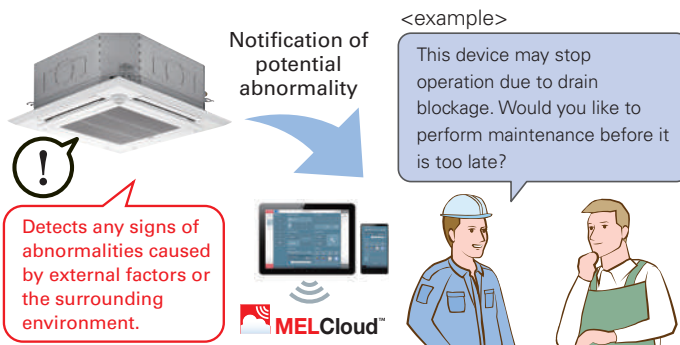 <example>
Notification of
potential
abnormality
This device may stop
operation due to drain
blockage. Would you like to
perform maintenance before it
is too late?
!
Detects any signs of
abnormalities caused
by external factors or
the surrounding
environment.
MELCloud™